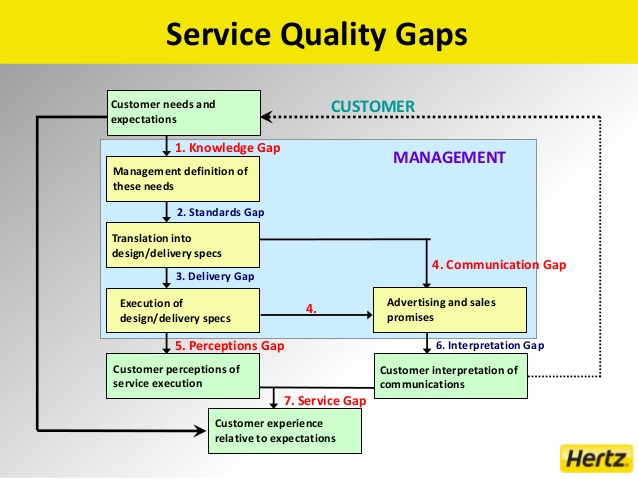 Service Quality Gaps
Customer needs and
expectations
CUSTOMER
1. Knowledge Gap
MANAGEMENT
Management definition of
these needs
2. Standards Gap
Translation into
design/delivery specs
4. Communication Gap
3. Delivery Gap
Execution of
design/delivery specs
4.
Advertising and sales
promises
5. Perceptions Gap
6. Interpretation Gap
Customer perceptions of
service execution
Customer interpretation of
communications
7. Service Gap
Customer experience
relative to expectations
Hertz